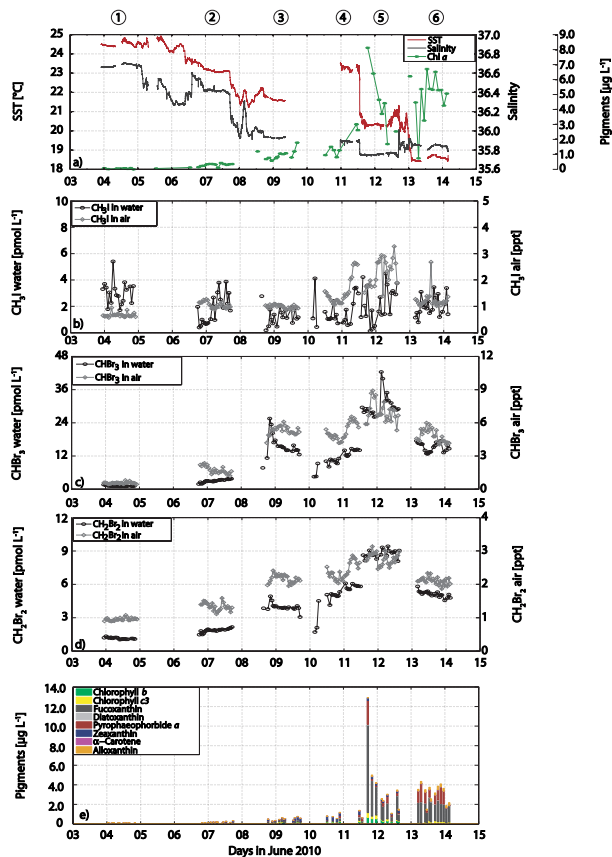 ① ② ③ ④ ⑤ ⑥
25 37.0 9.0
24 36.8 8.0
23 36.6 7.0
22 36.4 6.0
21 36.2 5.0
20 36.0 4.0
19 35.8 3.0
18 35.6 2.0
1.0
0.0
SST [°C]
Salinity
Pigments [µg L⁻¹]
SST
Salinity
Chl a
a)
03 04 05 06 07 08 09 10 11 12 13 14 15
10 5
8 4
6 3
4 2
2 1
0 0
CH₃I water [pmol L⁻¹]
CH₃I air [ppt]
CH₃I in water
CH₃I in air
b)
03 04 05 06 07 08 09 10 11 12 13 14 15
48 12
36 9
24 6
12 3
0 0
CHBr₃ water [pmol L⁻¹]
CHBr₃ air [ppt]
CHBr₃ in water
CHBr₃ in air
c)
03 04 05 06 07 08 09 10 11 12 13 14 15
12 4
9 3
6 2
3 1
0 0
CH₂Br₂ water [pmol L⁻¹]
CH₂Br₂ air [ppt]
CH₂Br₂ in water
CH₂Br₂ in air
d)
03 04 05 06 07 08 09 10 11 12 13 14 15
14.0
12.0
10.0
8.0
6.0
4.0
2.0
0.0
Pigments [µg L⁻¹]
Chlorophyll b
Chlorophyll c3
Fucoxanthin
Diatoxanthin
Pyrophaeophorbide a
Zeaxanthin
α-Carotene
Alloxanthin
e)
03 04 05 06 07 08 09 10 11 12 13 14 15
Days in June 2010